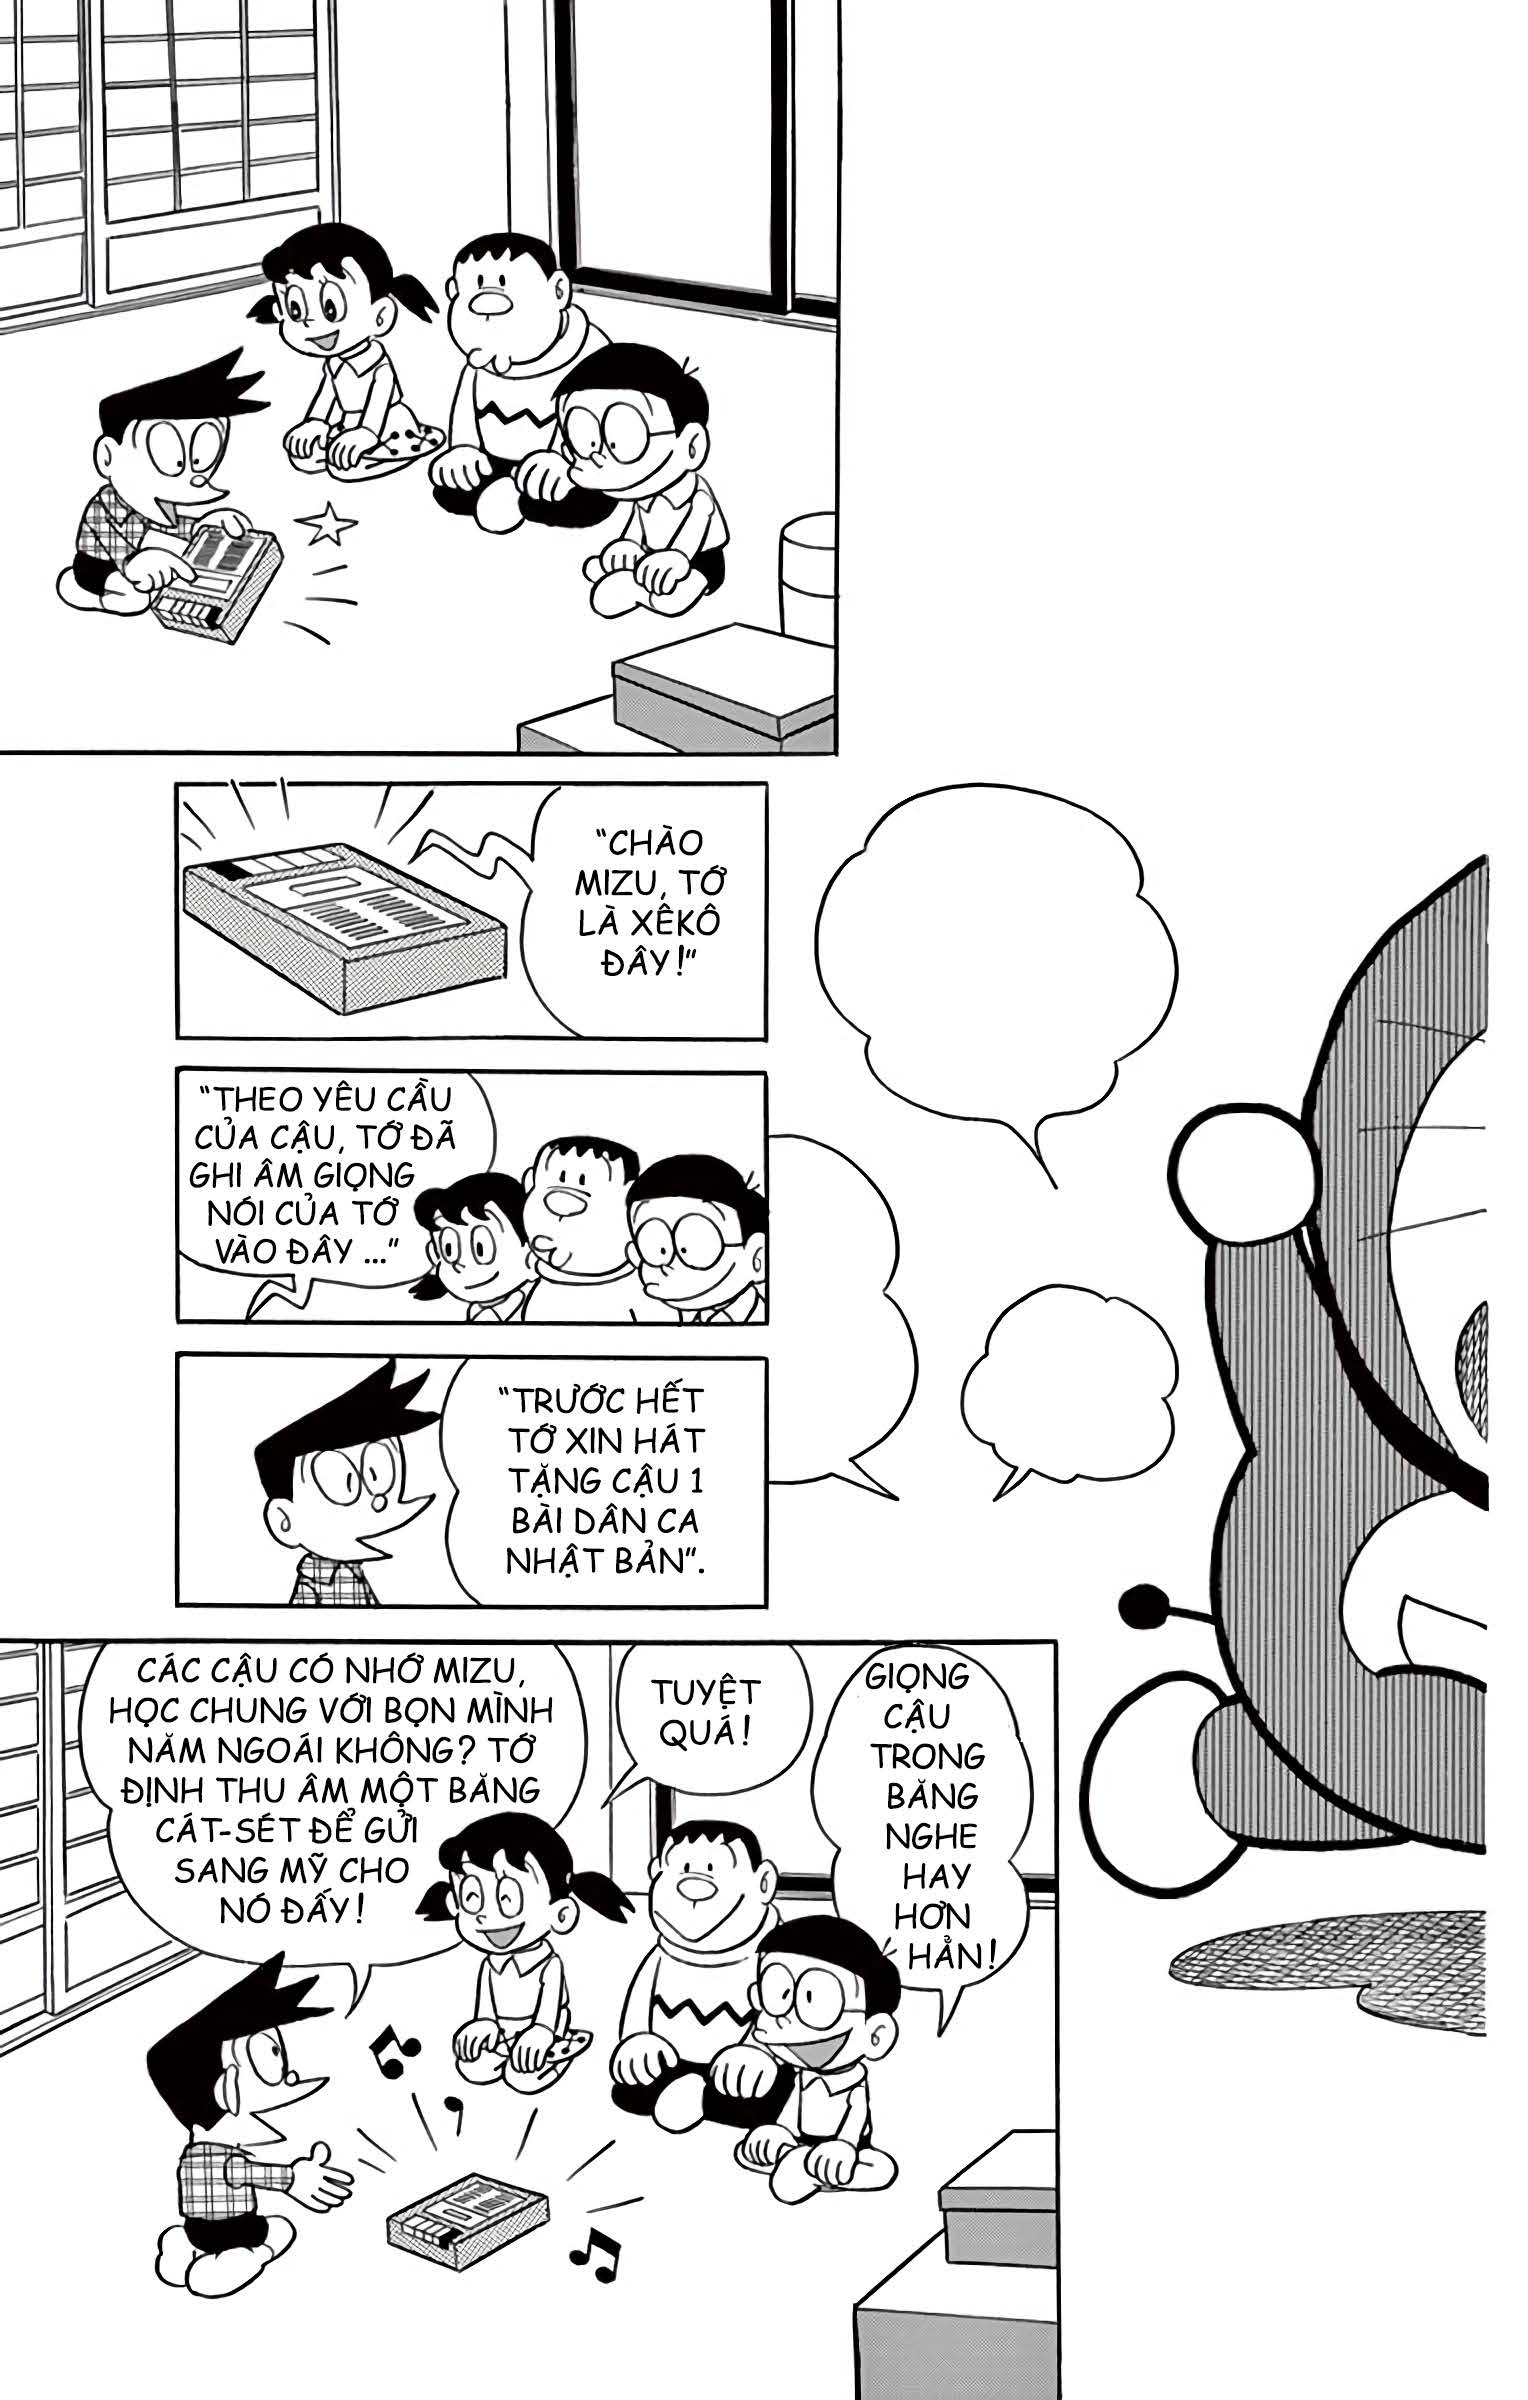 “CHÀO
MIZU, TỚ
LÀ XÊKÔ
ĐÂY!”
“THEO YÊU CẦU
CỦA CẬU, TỚ ĐÃ
GHI ÂM GIỌNG
NÓI CỦA TỚ
VÀO ĐÂY ...”
“TRƯỚC HẾT
TỚ XIN HÁT
TẶNG CẬU 1
BÀI DÂN CA
NHẬT BẢN”.
CÁC CẬU CÓ NHỚ MIZU,
HỌC CHUNG VỚI BỌN MÌNH
NĂM NGOÁI KHÔNG? TỚ
ĐỊNH THU ÂM MỘT BĂNG
CÁT-SÉT ĐỂ GỬI
SANG MỸ CHO
NÓ ĐẤY!
TUYỆT
QUÁ!
GIỌNG
CẬU
TRONG
BĂNG
NGHE
HAY
HƠN
HẲN!